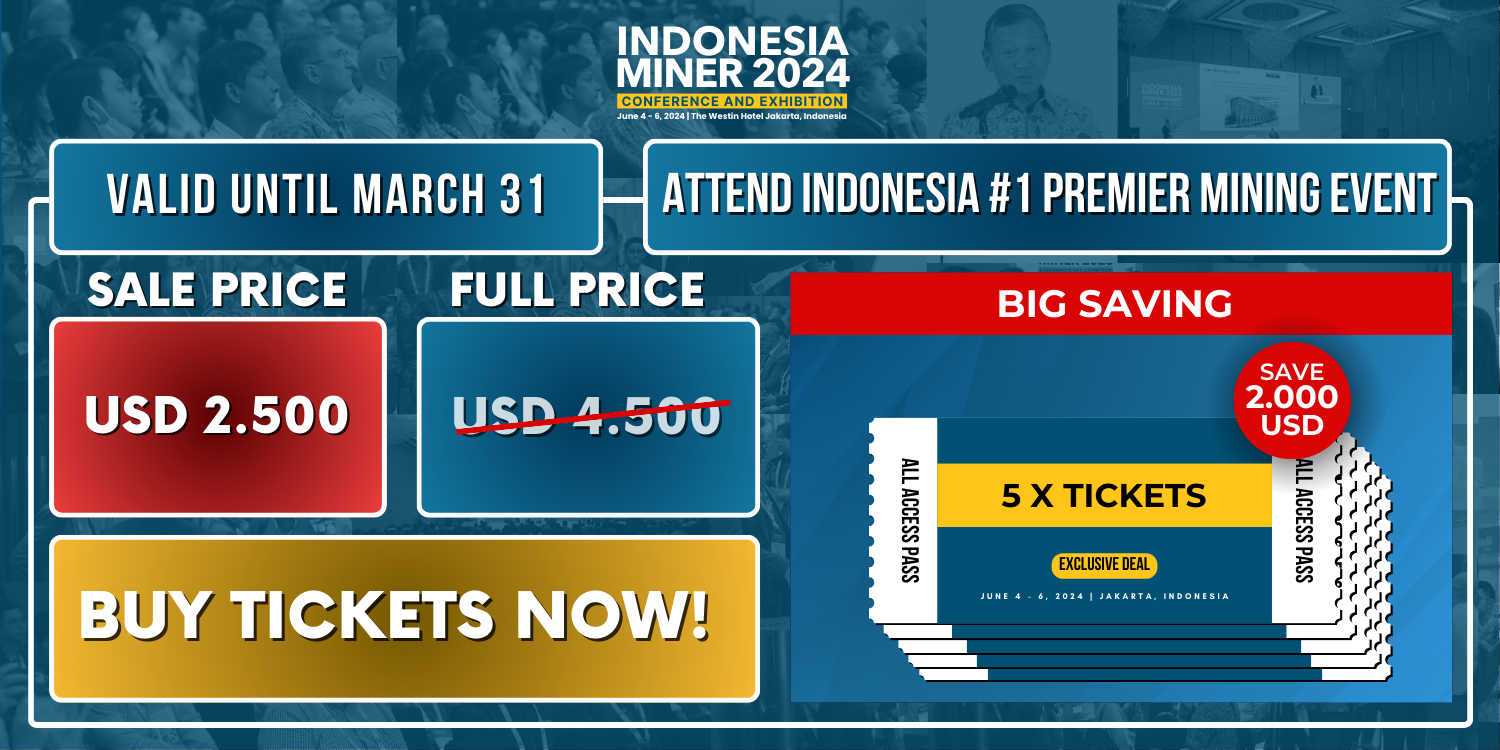 INDONESIA
MINER 2024
CONFERENCE AND EXHIBITION
June 4 - 6, 2024 | The Westin Hotel Jakarta, Indonesia
VALID UNTIL MARCH 31
ATTEND INDONESIA #1 PREMIER MINING EVENT
SALE PRICE
FULL PRICE
USD 2.500
USD 4.500
BUY TICKETS NOW!
BIG SAVING
SAVE
2.000
USD
ALL ACCESS PASS
5 X TICKETS
EXCLUSIVE DEAL
JUNE 4 - 6, 2024 | JAKARTA, INDONESIA
ALL ACCESS PASS
INDONESIA
MINER 2023